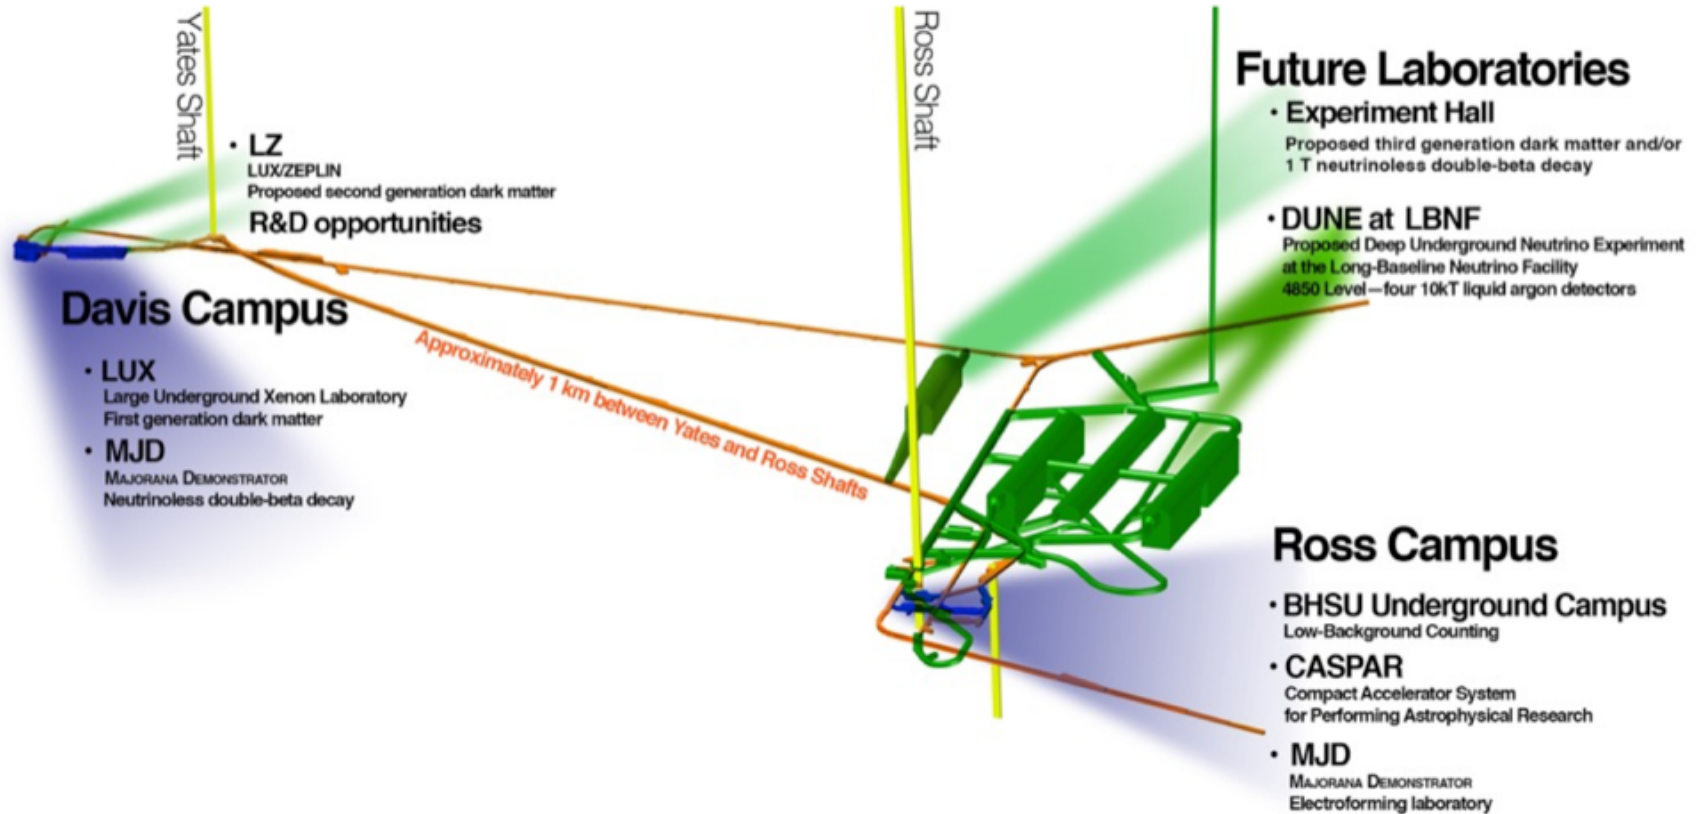 Yates Shaft
• LZ
LUX/ZEPLIN
Proposed second generation dark matter
R&D opportunities
Davis Campus
• LUX
Large Underground Xenon Laboratory
First generation dark matter
• MJD
MAJORANA DEMONSTRATOR
Neutrinoless double-beta decay
Approximately 1 km between Yates and Ross Shafts
Ross Shaft
Future Laboratories
• Experiment Hall
Proposed third generation dark matter and/or
1 T neutrinoless double-beta decay
• DUNE at LBNF
Proposed Deep Underground Neutrino Experiment
at the Long-Baseline Neutrino Facility
4850 Level—four 10kT liquid argon detectors
Ross Campus
• BHSU Underground Campus
Low-Background Counting
• CASPAR
Compact Accelerator System
for Performing Astrophysical Research
• MJD
MAJORANA DEMONSTRATOR
Electroforming laboratory